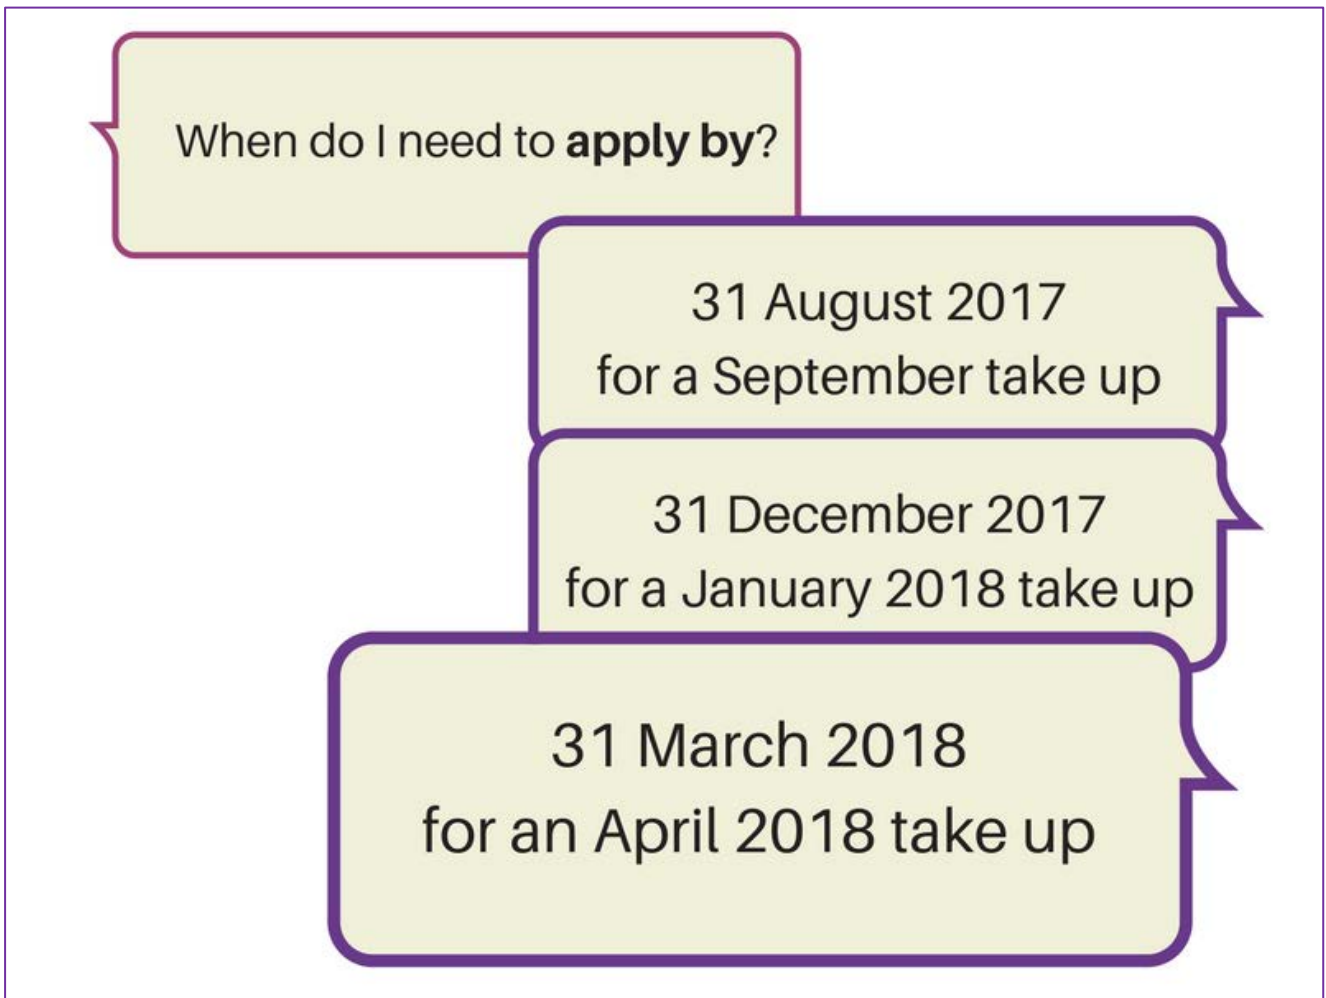 When do I need to apply by?
31 August 2017
for a September take up
31 December 2017
for a January 2018 take up
31 March 2018
for an April 2018 take up